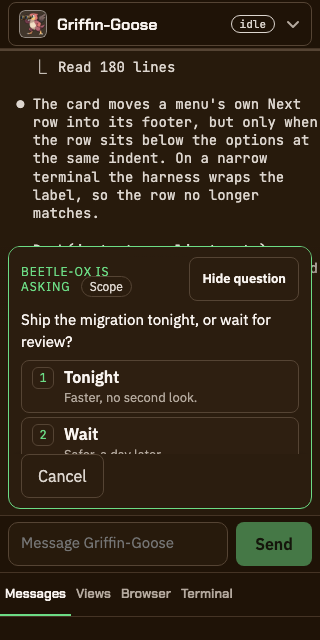 Griffin-Goose
idle
Read 180 lines
The card moves a menu's own Next
row into its footer, but only when
the row sits below the options at
the same indent. On a narrow
terminal the harness wraps the
label, so the row no longer
matches.
BEETLE-OX IS
ASKING
Scope
Hide question
Ship the migration tonight, or wait for
review?
1 Tonight
Faster, no second look.
2 Wait
Safer, a day later.
Cancel
Message Griffin-Goose
Send
Messages Views Browser Terminal